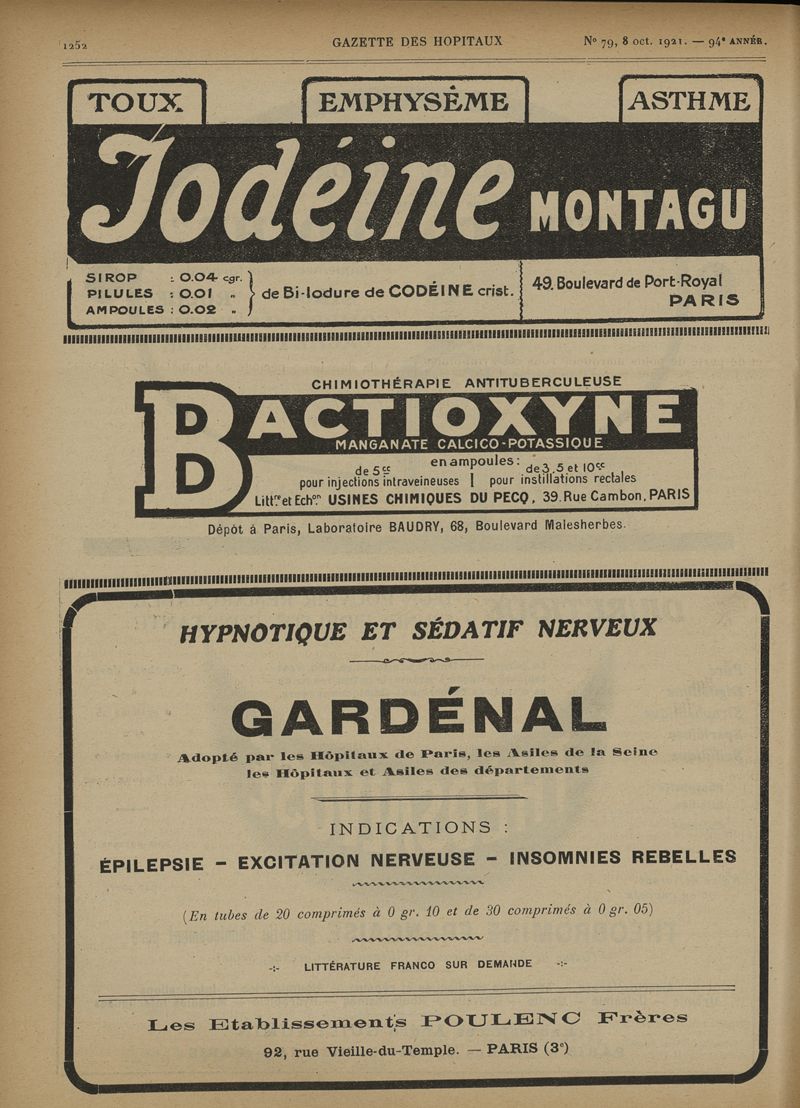 1252
GAZETTE DES HOPITAUX
Nº 79, 8 oct. 1921. — 94e ANNÉE.
TOUX
EMPHYSÈME
ASTHME
Iodéine MONTAGU
SIROP : 0.04 cgr.
PILULES : 0.01 „
AMPOULES : 0.02 „
de Bi-Iodure de CODÉINE crist.
49, Boulevard de Port-Royal
PARIS
CHIMIOTHÉRAPIE ANTITUBERCULEUSE
BACTIOXYNE
MANGANATE CALCICO-POTASSIQUE
en ampoules:
de 5cc
pour injections intraveineuses
de 3, 5 et 10cc
pour instillations rectales
Littre et Echon USINES CHIMIQUES DU PECQ, 39, Rue Cambon, PARIS
Dépôt à Paris, Laboratoire BAUDRY, 68, Boulevard Malesherbes.
HYPNOTIQUE ET SÉDATIF NERVEUX
GARDÉNAL
Adopté par les Hôpitaux de Paris, les Asiles de la Seine
les Hôpitaux et Asiles des départements
INDICATIONS :
ÉPILEPSIE – EXCITATION NERVEUSE – INSOMNIES REBELLES
(En tubes de 20 comprimés à 0 gr. 10 et de 30 comprimés à 0 gr. 05)
-:- LITTÉRATURE FRANCO SUR DEMANDE -:-
Les Etablissements POULENC Frères
92, rue Vieille-du-Temple. — PARIS (3e)